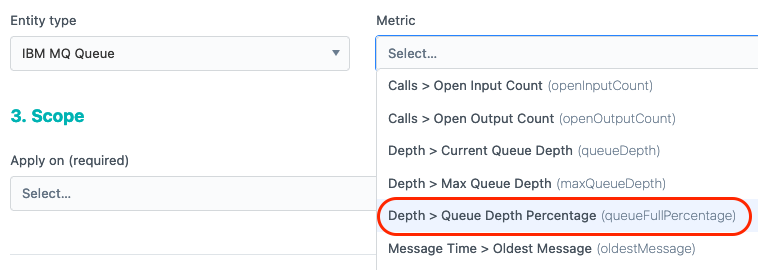 Entity type
Metric
IBM MQ Queue
Select...
Calls > Open Input Count (openInputCount)
3. Scope
Calls > Open Output Count (openOutputCount)
Depth > Current Queue Depth (queueDepth)
Apply on (required)
Depth > Max Queue Depth (maxQueueDepth)
Select...
Depth > Queue Depth Percentage (queueFullPercentage)
Message Time > Oldest Message (oldestMessage)